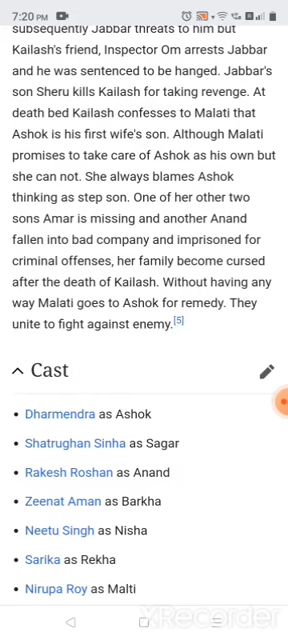 7:20 PM
subsequently Jabbar threats to him but
Kailash's friend, Inspector Om arrests Jabbar
and he was sentenced to be hanged. Jabbar's
son Sheru kills Kailash for taking revenge. At
death bed Kailash confesses to Malati that
Ashok is his first wife's son. Although Malati
promises to take care of Ashok as his own but
she can not. She always blames Ashok
thinking as step son. One of her other two
sons Amar is missing and another Anand
fallen into bad company and imprisoned for
criminal offenses, her family become cursed
after the death of Kailash. Without having any
way Malati goes to Ashok for remedy. They
unite to fight against enemy.[5]
Cast
• Dharmendra as Ashok
• Shatrughan Sinha as Sagar
• Rakesh Roshan as Anand
• Zeenat Aman as Barkha
• Neetu Singh as Nisha
• Sarika as Rekha
• Nirupa Roy as Malti
XRecorder